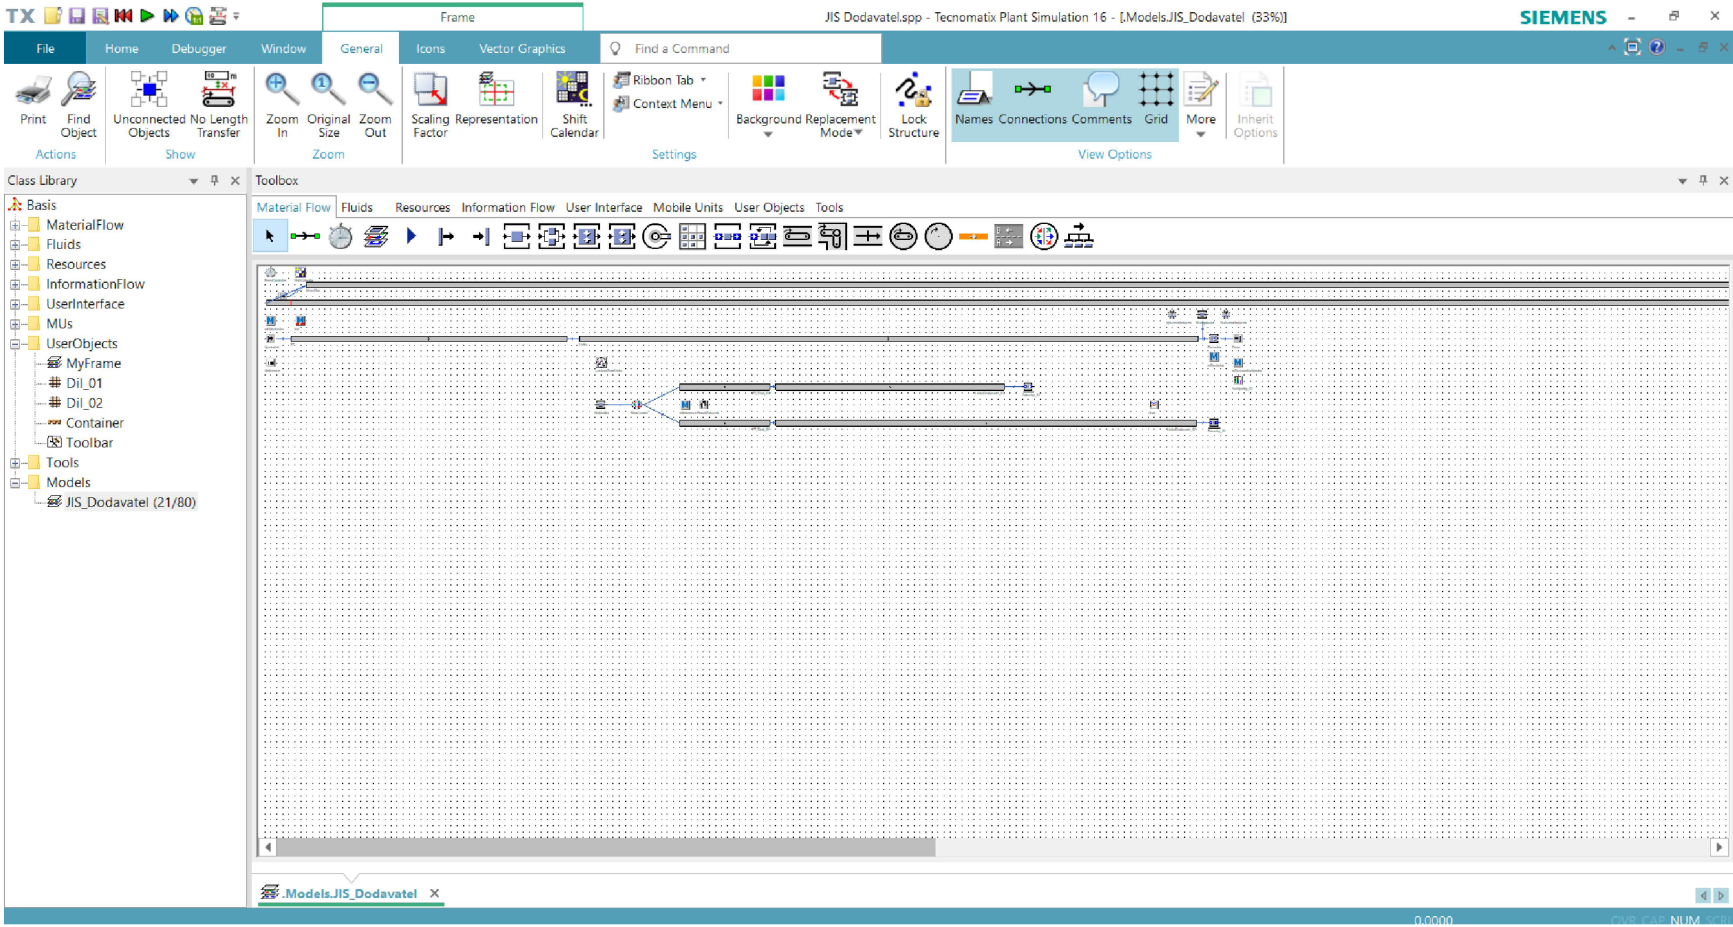 TX
Frame
JIS Dodavatel.spp - Tecnomatix Plant Simulation 16 - [.Models.JIS_Dodavatel (33%)]
SIEMENS
File Home Debugger Window General Icons Vector Graphics Find a Command
Print Find Object Unconnected Objects No Length Transfer Zoom In Original Size Zoom Out Scaling Factor Representation Shift Calendar Ribbon Tab Context Menu Background Replacement Mode Lock Structure Names Connections Comments Grid More Inherit Options
Actions Show Zoom Settings View Options
Class Library
Toolbox
Material Flow Fluids Resources Information Flow User Interface Mobile Units User Objects Tools
Basis
MaterialFlow
Fluids
Resources
InformationFlow
UserInterface
MUs
UserObjects
MyFrame
Dil_01
Dil_02
Container
Toolbar
Tools
Models
JIS_Dodavatel (21/80)
.Models.JIS_Dodavatel
0.0000
OVR CAP NUM SCRL